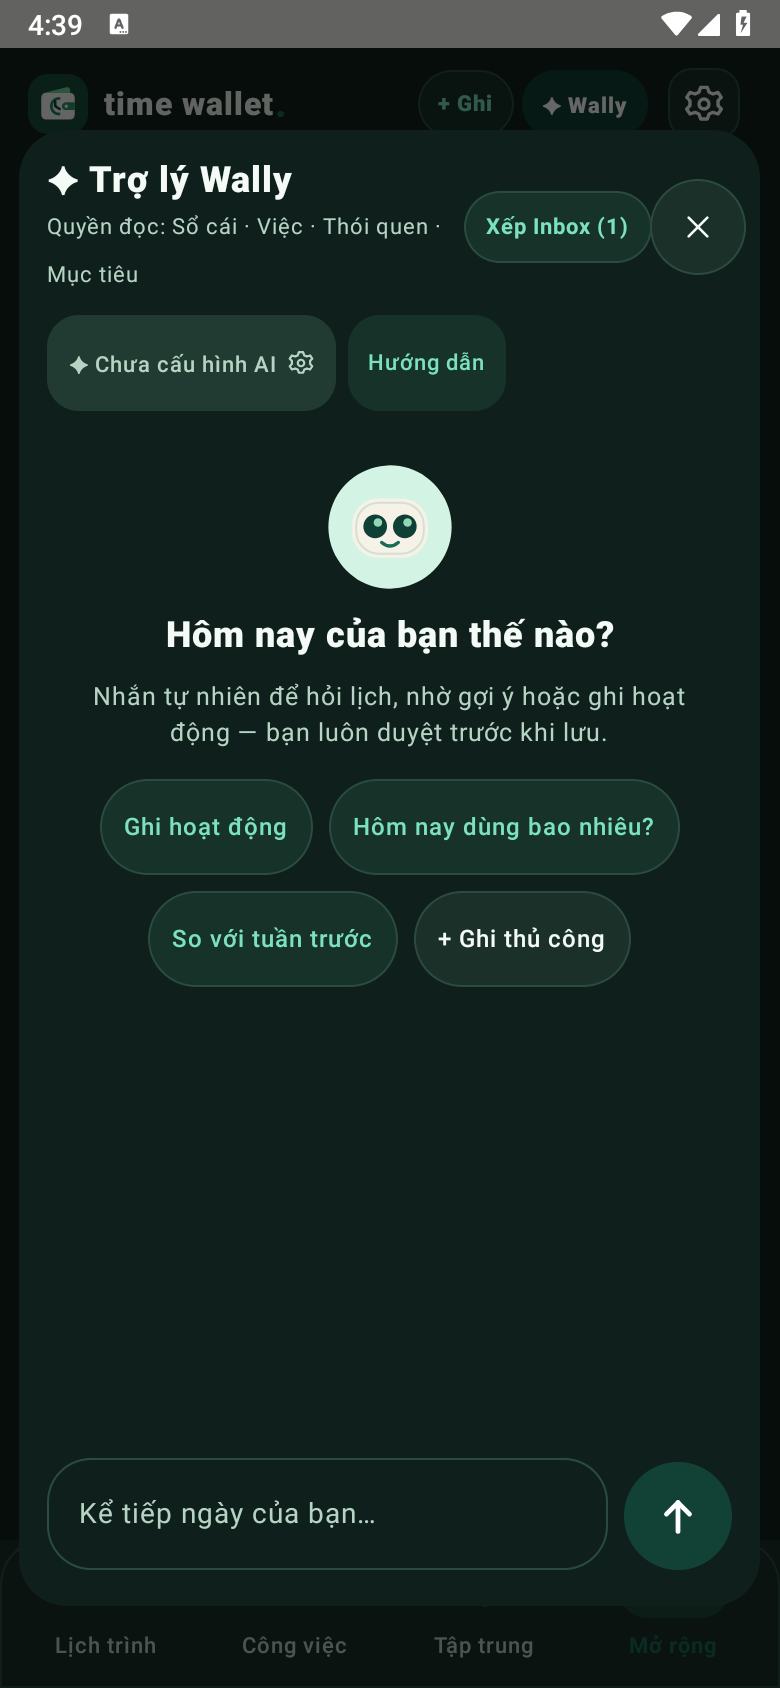 4:39
A
time wallet.
+ Ghi
Wally
Trợ lý Wally
Quyền đọc: Sổ cái · Việc · Thói quen ·
Mục tiêu
Xếp Inbox (1)
Chưa cấu hình AI
Hướng dẫn
Hôm nay của bạn thế nào?
Nhắn tự nhiên để hỏi lịch, nhờ gợi ý hoặc ghi hoạt
động — bạn luôn duyệt trước khi lưu.
Ghi hoạt động
Hôm nay dùng bao nhiêu?
So với tuần trước
+ Ghi thủ công
Kể tiếp ngày của bạn…
Lịch trình
Công việc
Tập trung
Mở rộng